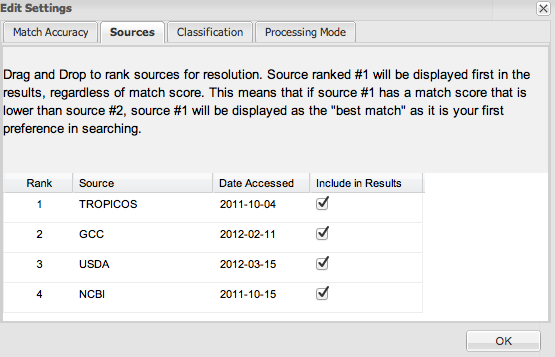 Edit Settings
Match Accuracy Sources Classification Processing Mode
Drag and Drop to rank sources for resolution. Source ranked #1 will be displayed first in the
results, regardless of match score. This means that if source #1 has a match score that is
lower than source #2, source #1 will be displayed as the "best match" as it is your first
preference in searching.
Rank Source Date Accessed Include in Results
1 TROPICOS 2011-10-04
2 GCC 2012-02-11
3 USDA 2012-03-15
4 NCBI 2011-10-15
OK